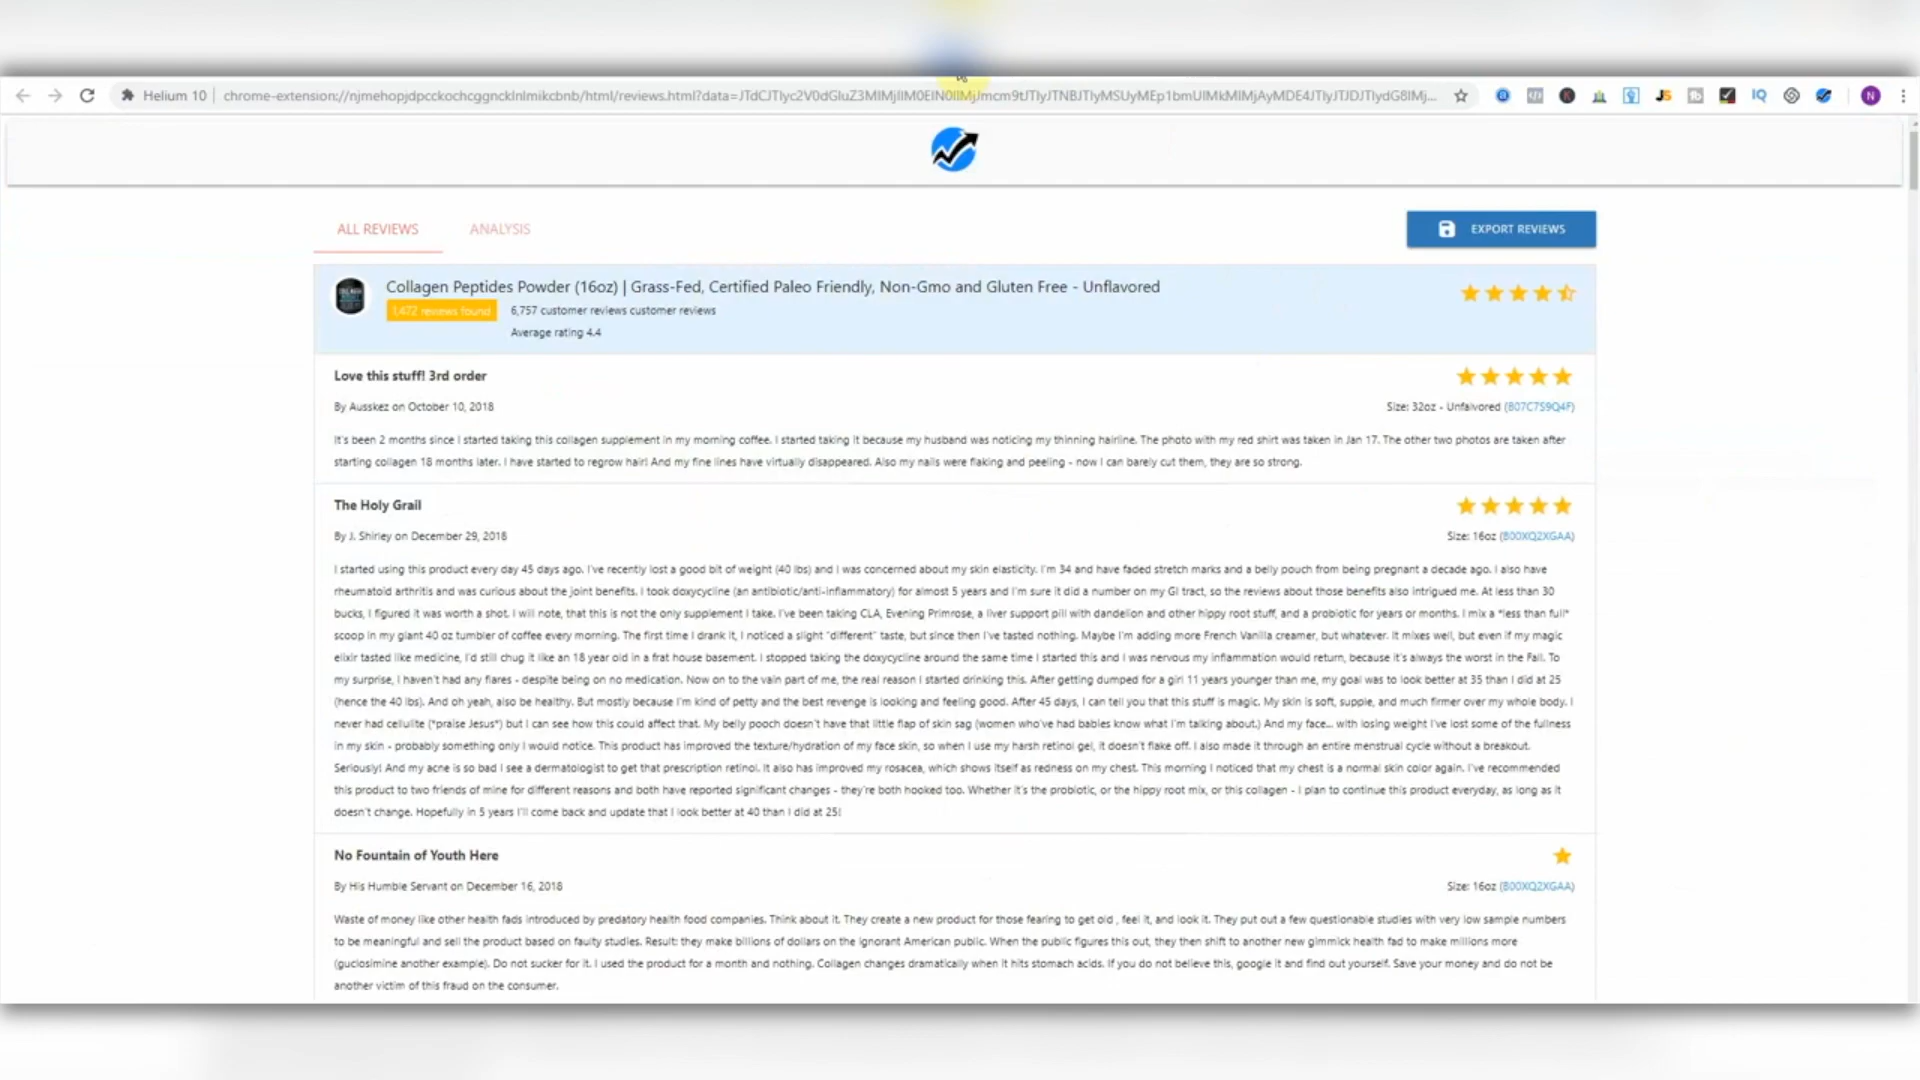 Helium 10
ALL REVIEWS
ANALYSIS
EXPORT REVIEWS
Collagen Peptides Powder (16oz) | Grass-Fed, Certified Paleo Friendly, Non-Gmo and Gluten Free - Unflavored
1,472 reviews found
6,757 customer reviews customer reviews
Average rating 4.4
Love this stuff! 3rd order
By Ausskez on October 10, 2018
Size: 32oz - Unfalvored (B07C7S9Q4F)
It's been 2 months since I started taking this collagen supplement in my morning coffee. I started taking it because my husband was noticing my thinning hairline. The photo with my red shirt was taken in Jan 17. The other two photos are taken after
starting collagen 18 months later. I have started to regrow hair! And my fine lines have virtually disappeared. Also my nails were flaking and peeling - now I can barely cut them, they are so strong.
The Holy Grail
By J. Shirley on December 29, 2018
Size: 16oz (B00XQ2XGAA)
I started using this product every day 45 days ago. I've recently lost a good bit of weight (40 lbs) and I was concerned about my skin elasticity. I'm 34 and have faded stretch marks and a belly pouch from being pregnant a decade ago. I also have
rheumatoid arthritis and was curious about the joint benefits. I took doxycycline (an antibiotic/anti-inflammatory) for almost 5 years and I'm sure it did a number on my GI tract, so the reviews about those benefits also intrigued me. At less than 30
bucks, I figured it was worth a shot. I will note, that this is not the only supplement I take. I've been taking CLA, Evening Primrose, a liver support pill with dandelion and other hippy root stuff, and a probiotic for years or months. I mix a *less than full*
scoop in my giant 40 oz tumbler of coffee every morning. The first time I drank it, I noticed a slight "different" taste, but since then I've tasted nothing. Maybe I'm adding more French Vanilla creamer, but whatever. It mixes well, but even if my magic
elixir tasted like medicine, I'd still chug it like an 18 year old in a frat house basement. I stopped taking the doxycycline around the same time I started this and I was nervous my inflammation would return, because it's always the worst in the Fall. To
my surprise, I haven't had any flares - despite being on no medication. Now on to the vain part of me, the real reason I started drinking this. After getting dumped for a girl 11 years younger than me, my goal was to look better at 35 than I did at 25
(hence the 40 lbs). And oh yeah, also be healthy. But mostly because I'm kind of petty and the best revenge is looking and feeling good. After 45 days, I can tell you that this stuff is magic. My skin is soft, supple, and much firmer over my whole body. I
never had cellulite (*praise Jesus*) but I can see how this could affect that. My belly pooch doesn't have that little flap of skin sag (women who've had babies know what I'm talking about.) And my face... with losing weight I've lost some of the fullness
in my skin - probably something only I would notice. This product has improved the texture/hydration of my face skin, so when I use my harsh retinol gel, it doesn't flake off. I also made it through an entire menstrual cycle without a breakout.
Seriously! And my acne is so bad I see a dermatologist to get that prescription retinol. It also has improved my rosacea, which shows itself as redness on my chest. This morning I noticed that my chest is a normal skin color again. I've recommended
this product to two friends of mine for different reasons and both have reported significant changes - they're both hooked too. Whether it's the probiotic, or the hippy root mix, or this collagen - I plan to continue this product everyday, as long as it
doesn't change. Hopefully in 5 years I'll come back and update that I look better at 40 than I did at 25!
No Fountain of Youth Here
By His Humble Servant on December 16, 2018
Size: 16oz (B00XQ2XGAA)
Waste of money like other health fads introduced by predatory health food companies. Think about it. They create a new product for those fearing to get old , feel it, and look it. They put out a few questionable studies with very low sample numbers
to be meaningful and sell the product based on faulty studies. Result: they make billions of dollars on the ignorant American public. When the public figures this out, they then shift to another new gimmick health fad to make millions more
(guclosimine another example). Do not sucker for it. I used the product for a month and nothing. Collagen changes dramatically when it hits stomach acids. If you do not believe this, google it and find out yourself. Save your money and do not be
another victim of this fraud on the consumer.